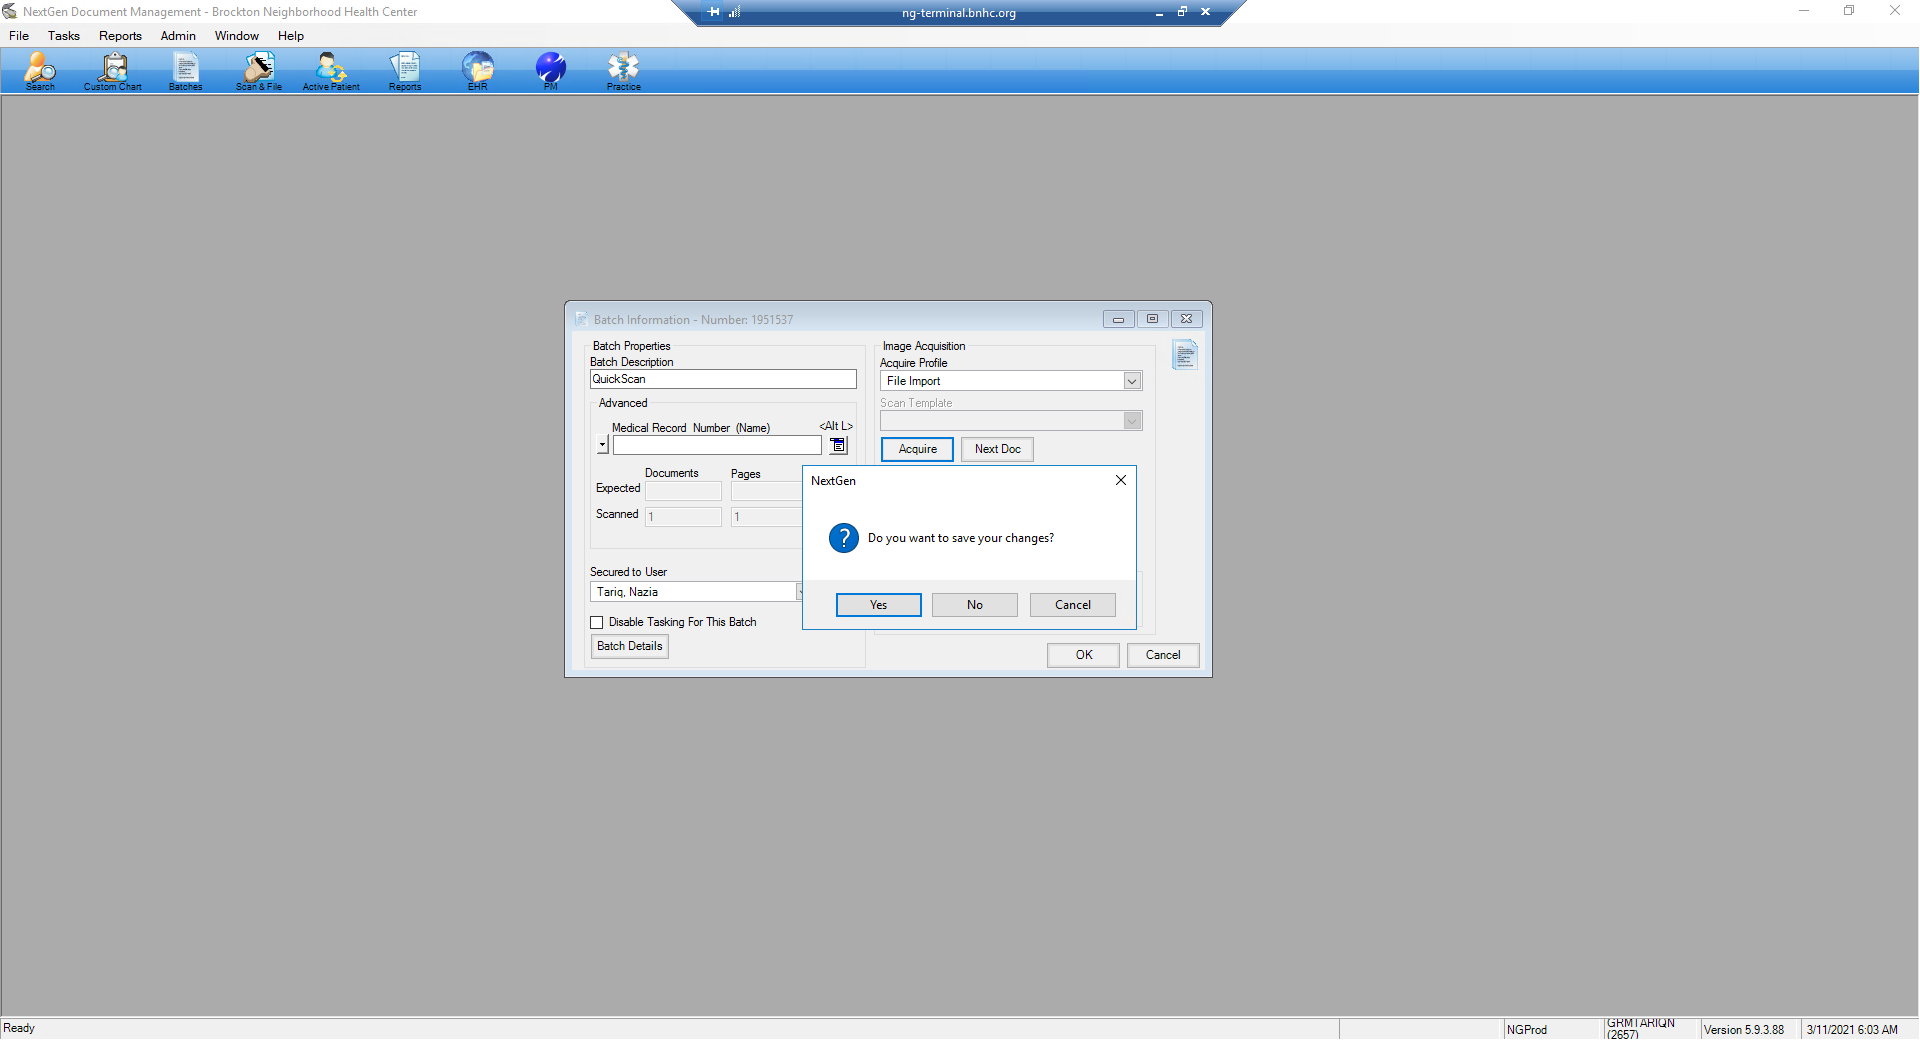 NextGen Document Management - Brockton Neighborhood Health Center
ng-terminal.bnhc.org
File Tasks Reports Admin Window Help
Search Custom Chart Batches Scan & File Active Patient Reports EHR PM Practice
Batch Information - Number: 1951537
Batch Properties
Batch Description
QuickScan
Advanced
Medical Record Number (Name) <Alt L>
Documents Pages
Expected
Scanned 1 1
Secured to User
Tariq, Nazia
Disable Tasking For This Batch
Batch Details
Image Acquisition
Acquire Profile
File Import
Scan Template
Acquire Next Doc
NextGen
? Do you want to save your changes?
Yes No Cancel
OK Cancel
Ready NGProd GRMTARIQN (2657) Version 5.9.3.88 3/11/2021 6:03 AM